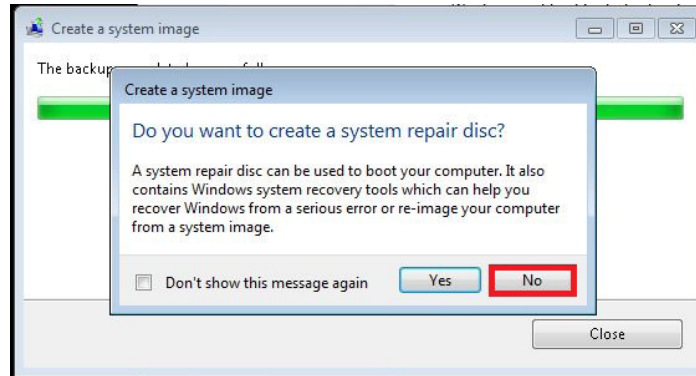 Create a system image
The backup
Create a system image
Do you want to create a system repair disc?
A system repair disc can be used to boot your computer. It also
contains Windows system recovery tools which can help you
recover Windows from a serious error or re-image your computer
from a system image.
Don't show this message again
Yes
No
Close